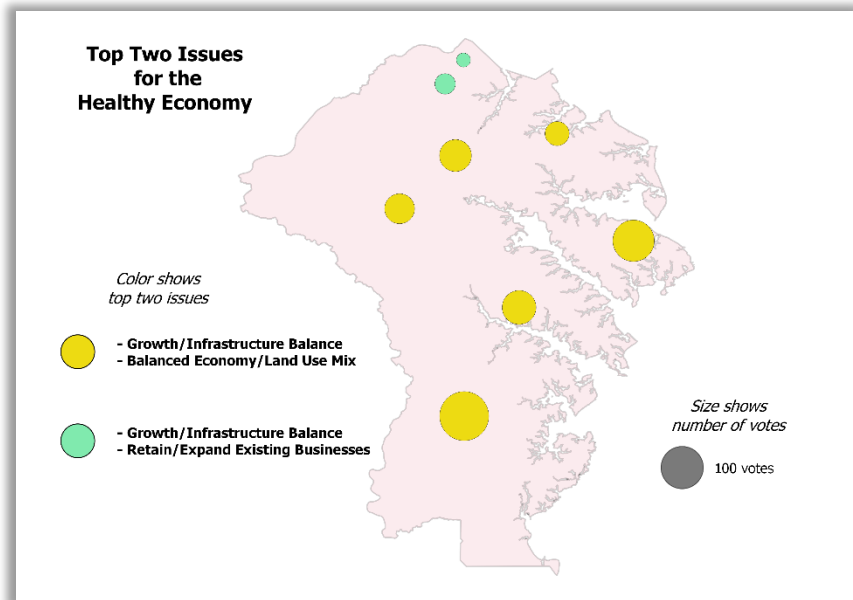 Top Two Issues
for the
Healthy Economy
Color shows
top two issues
- Growth/Infrastructure Balance
- Balanced Economy/Land Use Mix
- Growth/Infrastructure Balance
- Retain/Expand Existing Businesses
Size shows
number of votes
100 votes